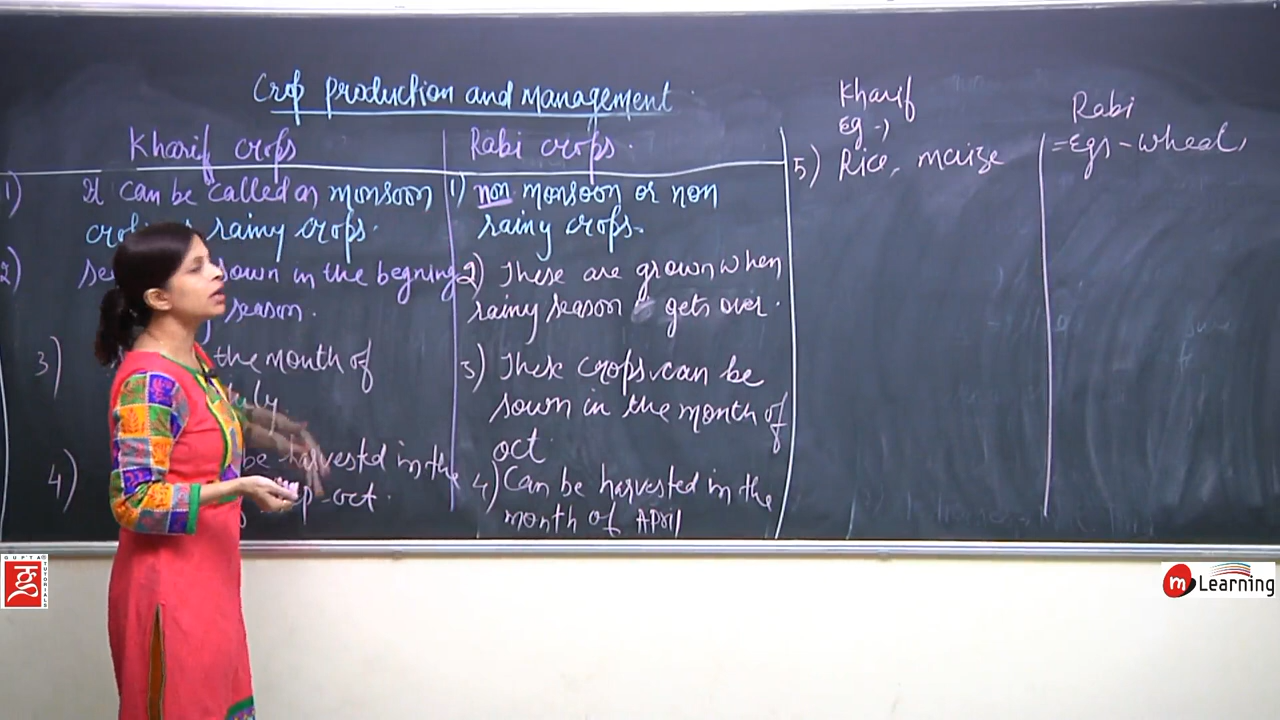 Crop production and management
Kharif crops
1) It can be called as monsoon
rainy crops.
2) sown in the begning
season.
3) the month of
4) be harvested in the
oct.
Rabi crops.
1) non monsoon or non
rainy crops.
2) These are grown when
rainy season gets over.
3) These crops can be
sown in the month of
oct
4) Can be harvested in the
month of April
Kharif
Eg →
5) Rice, maize
Rabi
=Egs - wheat,
GUPTA
TUTORIALS
m Learning